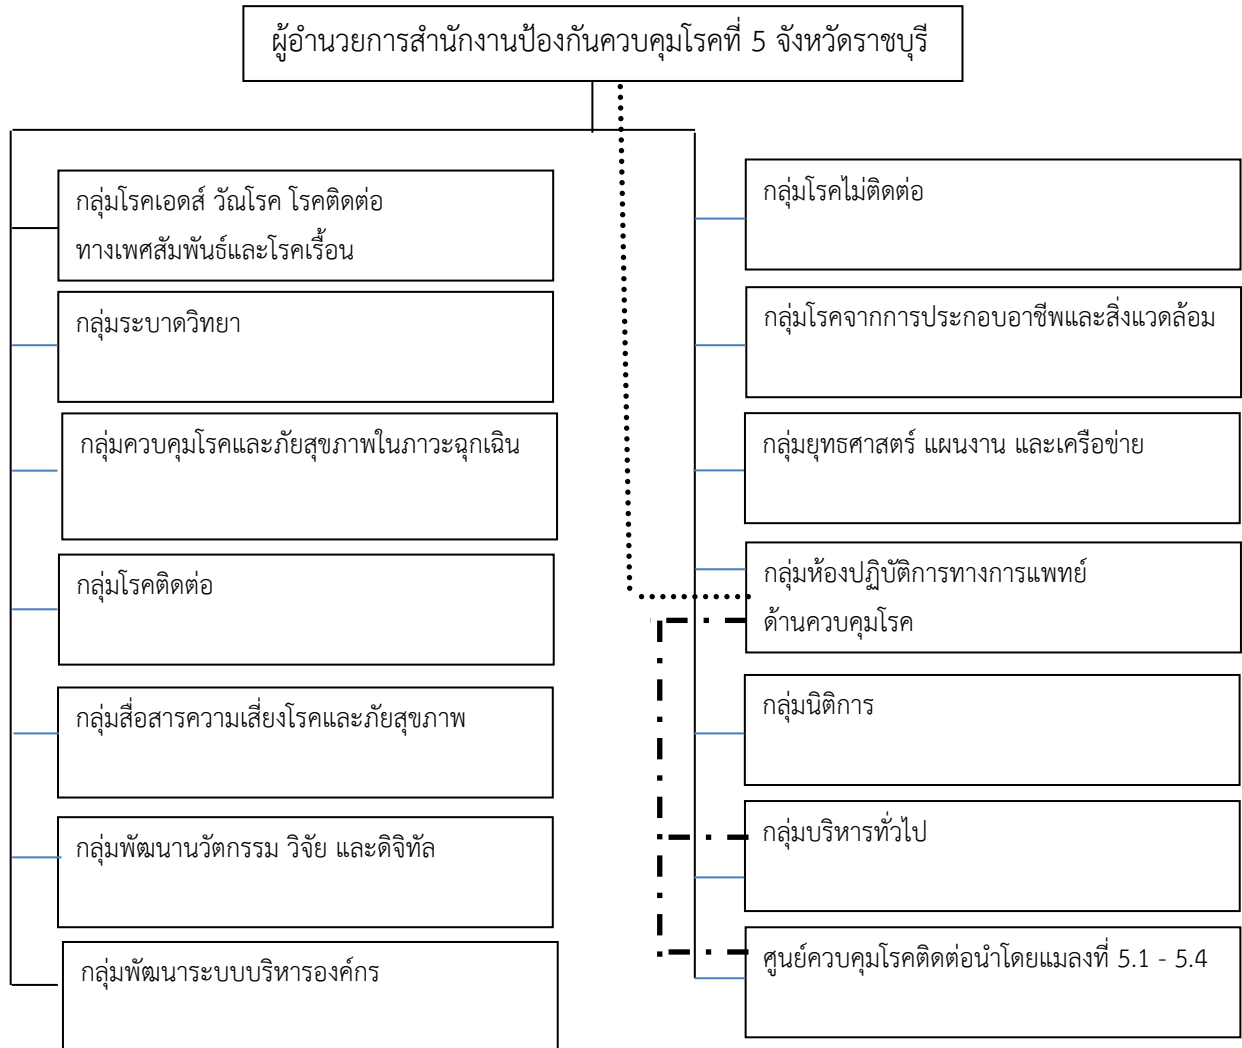 ผู้อำนวยการสำนักงานป้องกันควบคุมโรคที่ 5 จังหวัดราชบุรี
กลุ่มโรคเอดส์ วัณโรค โรคติดต่อ
ทางเพศสัมพันธ์และโรคเรื้อน
กลุ่มระบาดวิทยา
กลุ่มควบคุมโรคและภัยสุขภาพในภาวะฉุกเฉิน
กลุ่มโรคติดต่อ
กลุ่มสื่อสารความเสี่ยงโรคและภัยสุขภาพ
กลุ่มพัฒนานวัตกรรม วิจัย และดิจิทัล
กลุ่มพัฒนาระบบบริหารองค์กร
กลุ่มโรคไม่ติดต่อ
กลุ่มโรคจากการประกอบอาชีพและสิ่งแวดล้อม
กลุ่มยุทธศาสตร์ แผนงาน และเครือข่าย
กลุ่มห้องปฏิบัติการทางการแพทย์
ด้านควบคุมโรค
กลุ่มนิติการ
กลุ่มบริหารทั่วไป
ศูนย์ควบคุมโรคติดต่อนำโดยแมลงที่ 5.1 - 5.4